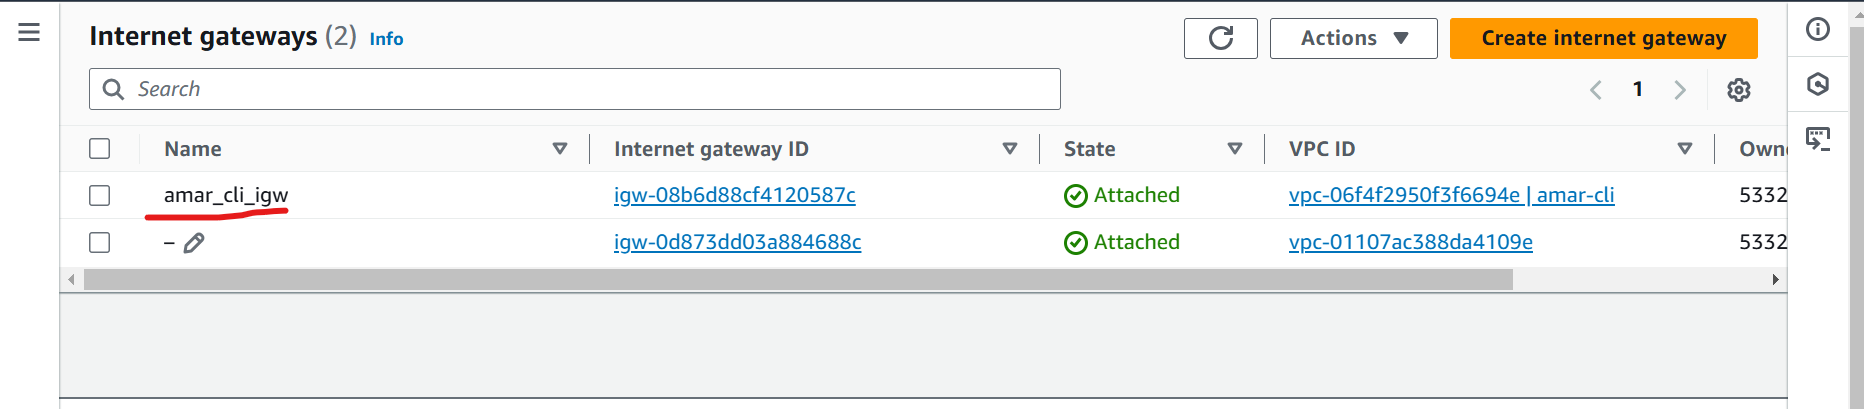 Internet gateways (2) Info
Actions
Create internet gateway
Search
1
Name Internet gateway ID State VPC ID Owne
amar_cli_igw igw-08b6d88cf4120587c Attached vpc-06f4f2950f3f6694e | amar-cli 5332
– igw-0d873dd03a884688c Attached vpc-01107ac388da4109e 5332